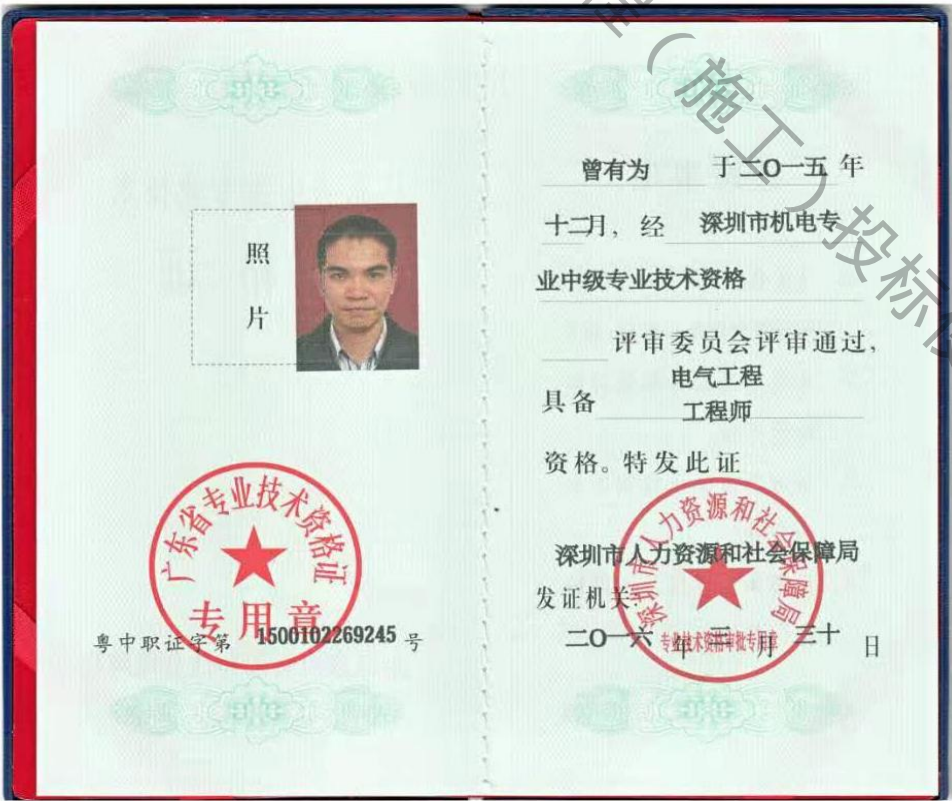 照
片
广东省专业技术资格证
专用章
粤中职证字第 1500102269245 号
曾有为 于二〇一五年
十二月，经 深圳市机电专
业中级专业技术资格
评审委员会评审通过，
电气工程
具备 工程师
资格。特发此证
深圳市人力资源和社会保障局
深圳市人力资源和社会保障局
发证机关：
专业技术资格审批专用章
二〇一六年 三月 三十日
（施工）投标